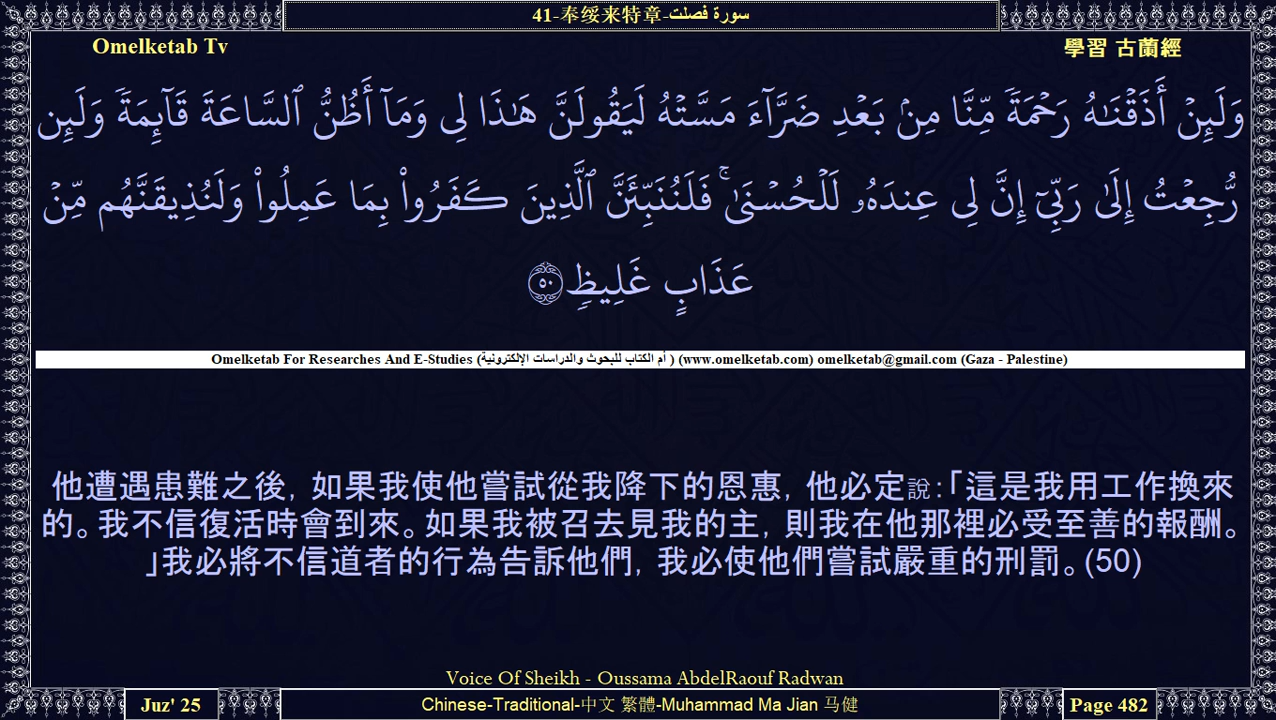 41-奉绥来特章-سورة فصلت
Omelketab Tv
學習 古蘭經
وَلَئِنْ أَذَقْنَٰهُ رَحْمَةً مِّنَّا مِنۢ بَعْدِ ضَرَّآءَ مَسَّتْهُ لَيَقُولَنَّ هَٰذَا لِى وَمَآ أَظُنُّ ٱلسَّاعَةَ قَآئِمَةً وَلَئِن
رُّجِعْتُ إِلَىٰ رَبِّىٓ إِنَّ لِى عِندَهُۥ لَلْحُسْنَىٰ ۚ فَلَنُنَبِّئَنَّ ٱلَّذِينَ كَفَرُوا۟ بِمَا عَمِلُوا۟ وَلَنُذِيقَنَّهُم مِّنْ
عَذَابٍ غَلِيظٍ ٥٠
Omelketab For Researches And E-Studies (أم الكتاب للبحوث والدراسات الإلكترونية ) (www.omelketab.com) omelketab@gmail.com (Gaza - Palestine)
他遭遇患難之後，如果我使他嘗試從我降下的恩惠，他必定說：「這是我用工作換來
的。我不信復活時會到來。如果我被召去見我的主，則我在他那裡必受至善的報酬。
」我必將不信道者的行為告訴他們，我必使他們嘗試嚴重的刑罰。(50)
Voice Of Sheikh - Oussama AbdelRaouf Radwan
Juz' 25
Chinese-Traditional-中文 繁體-Muhammad Ma Jian 马健
Page 482